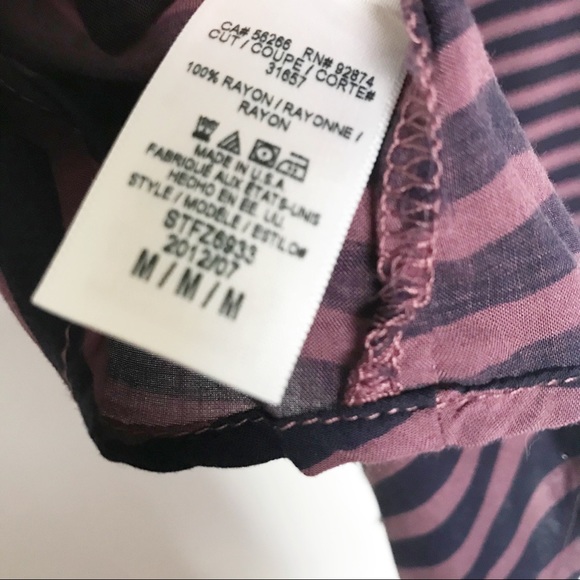 CA# 56266 RN# 92874
CUT / COUPE / CORTE#
31657
100% RAYON / RAYONNE /
RAYON
MADE IN U.S.A
FABRIQUÉ AUX ÉTATS-UNIS
HECHO EN EE. UU.
STYLE / MODÈLE / ESTILO#
STFZ6933
2012/07
M / M / M